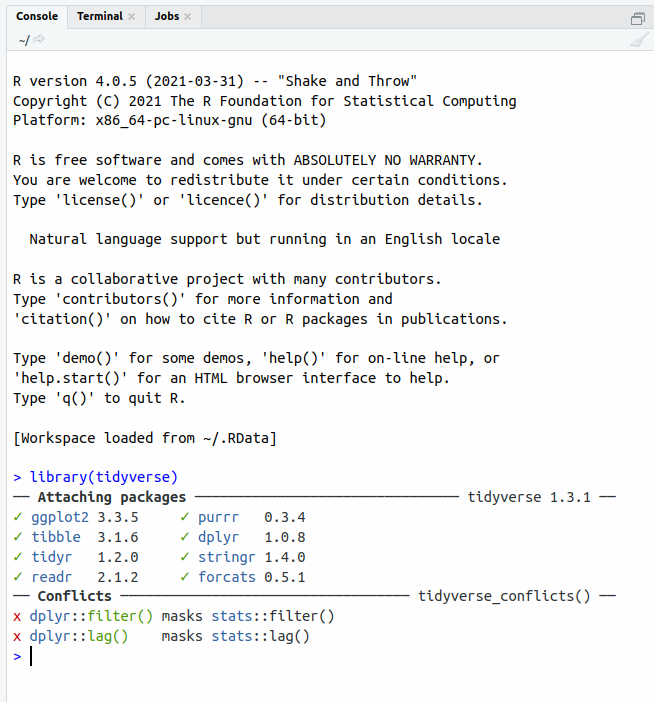 Console Terminal × Jobs ×
~/
R version 4.0.5 (2021-03-31) -- "Shake and Throw"
Copyright (C) 2021 The R Foundation for Statistical Computing
Platform: x86_64-pc-linux-gnu (64-bit)
R is free software and comes with ABSOLUTELY NO WARRANTY.
You are welcome to redistribute it under certain conditions.
Type 'license()' or 'licence()' for distribution details.
Natural language support but running in an English locale
R is a collaborative project with many contributors.
Type 'contributors()' for more information and
'citation()' on how to cite R or R packages in publications.
Type 'demo()' for some demos, 'help()' for on-line help, or
'help.start()' for an HTML browser interface to help.
Type 'q()' to quit R.
[Workspace loaded from ~/.RData]
> library(tidyverse)
── Attaching packages ──────────────────────────────── tidyverse 1.3.1 ──
✓ ggplot2 3.3.5     ✓ purrr   0.3.4
✓ tibble  3.1.6     ✓ dplyr   1.0.8
✓ tidyr   1.2.0     ✓ stringr 1.4.0
✓ readr   2.1.2     ✓ forcats 0.5.1
── Conflicts ─────────────────────────────────── tidyverse_conflicts() ──
x dplyr::filter() masks stats::filter()
x dplyr::lag()    masks stats::lag()
>